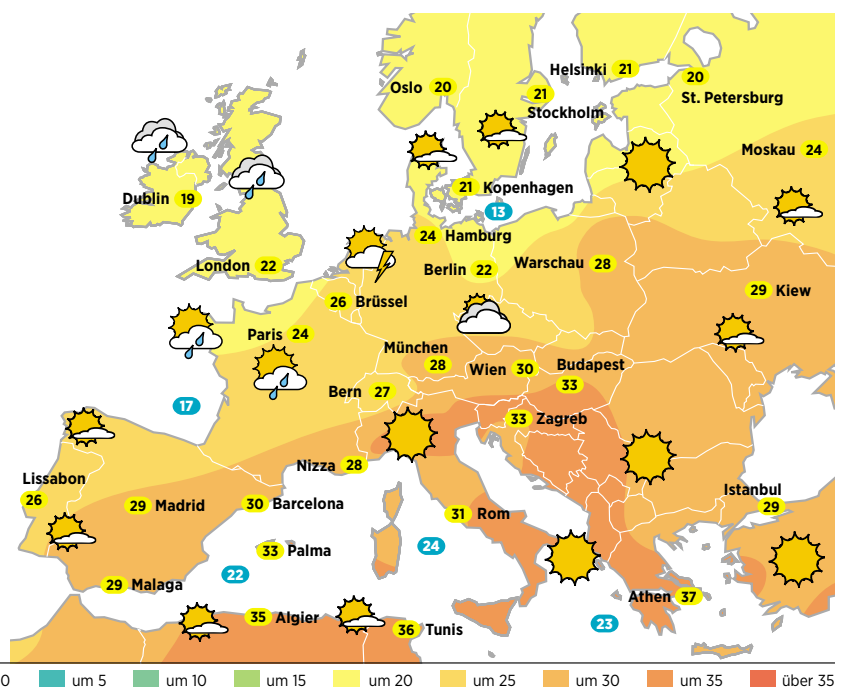 Helsinki 21
Oslo 20
20
St. Petersburg
21
Stockholm
Moskau 24
Dublin 19
21 Kopenhagen
13
24 Hamburg
London 22
Berlin 22
Warschau 28
26 Brüssel
29 Kiew
Paris 24
München
28
Wien 30
Budapest
33
Bern 27
17
33 Zagreb
Nizza 28
Lissabon
26
29 Madrid
30 Barcelona
31 Rom
Istanbul
29
33 Palma
24
22
29 Malaga
Athen 37
35 Algier
36 Tunis
23
0
um 5
um 10
um 15
um 20
um 25
um 30
um 35
über 35